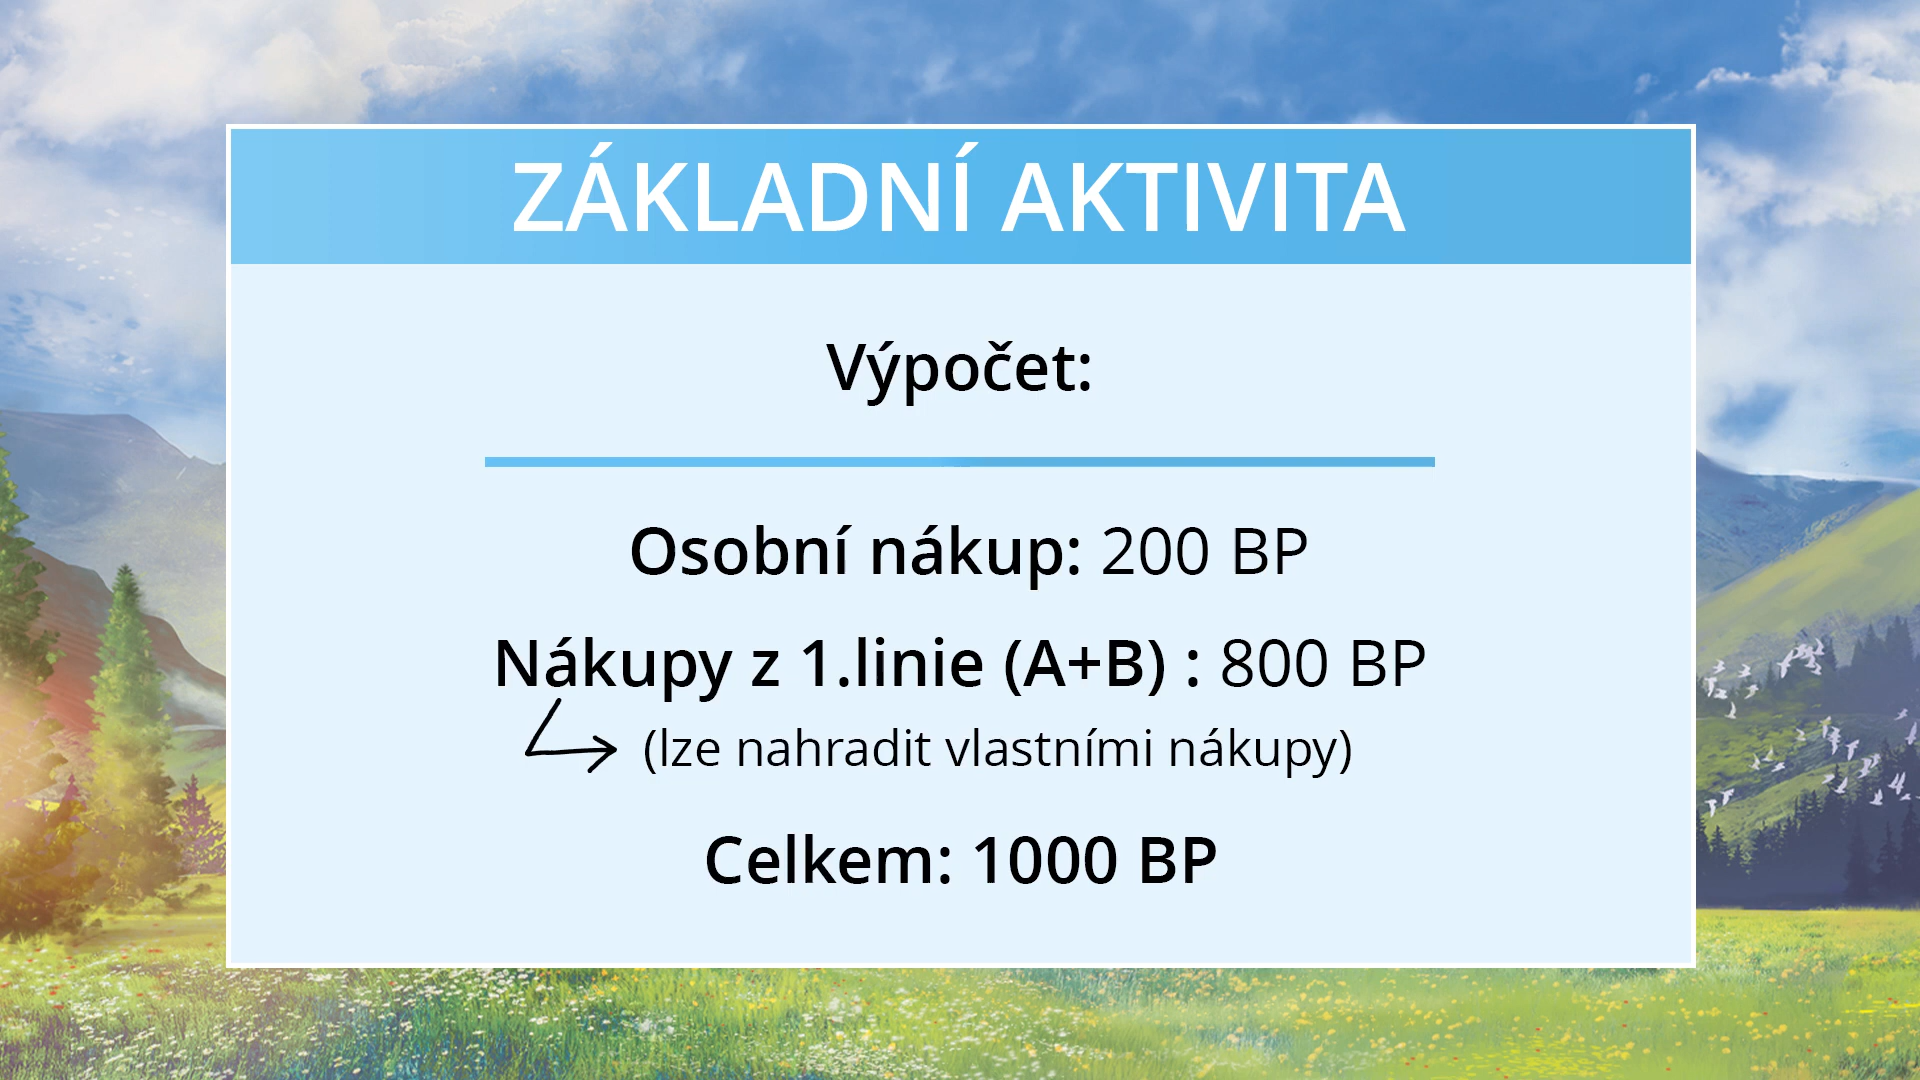 ZÁKLADNÍ AKTIVITA
Výpočet:
Osobní nákup: 200 BP
Nákupy z 1.linie (A+B) : 800 BP
(lze nahradit vlastními nákupy)
Celkem: 1000 BP